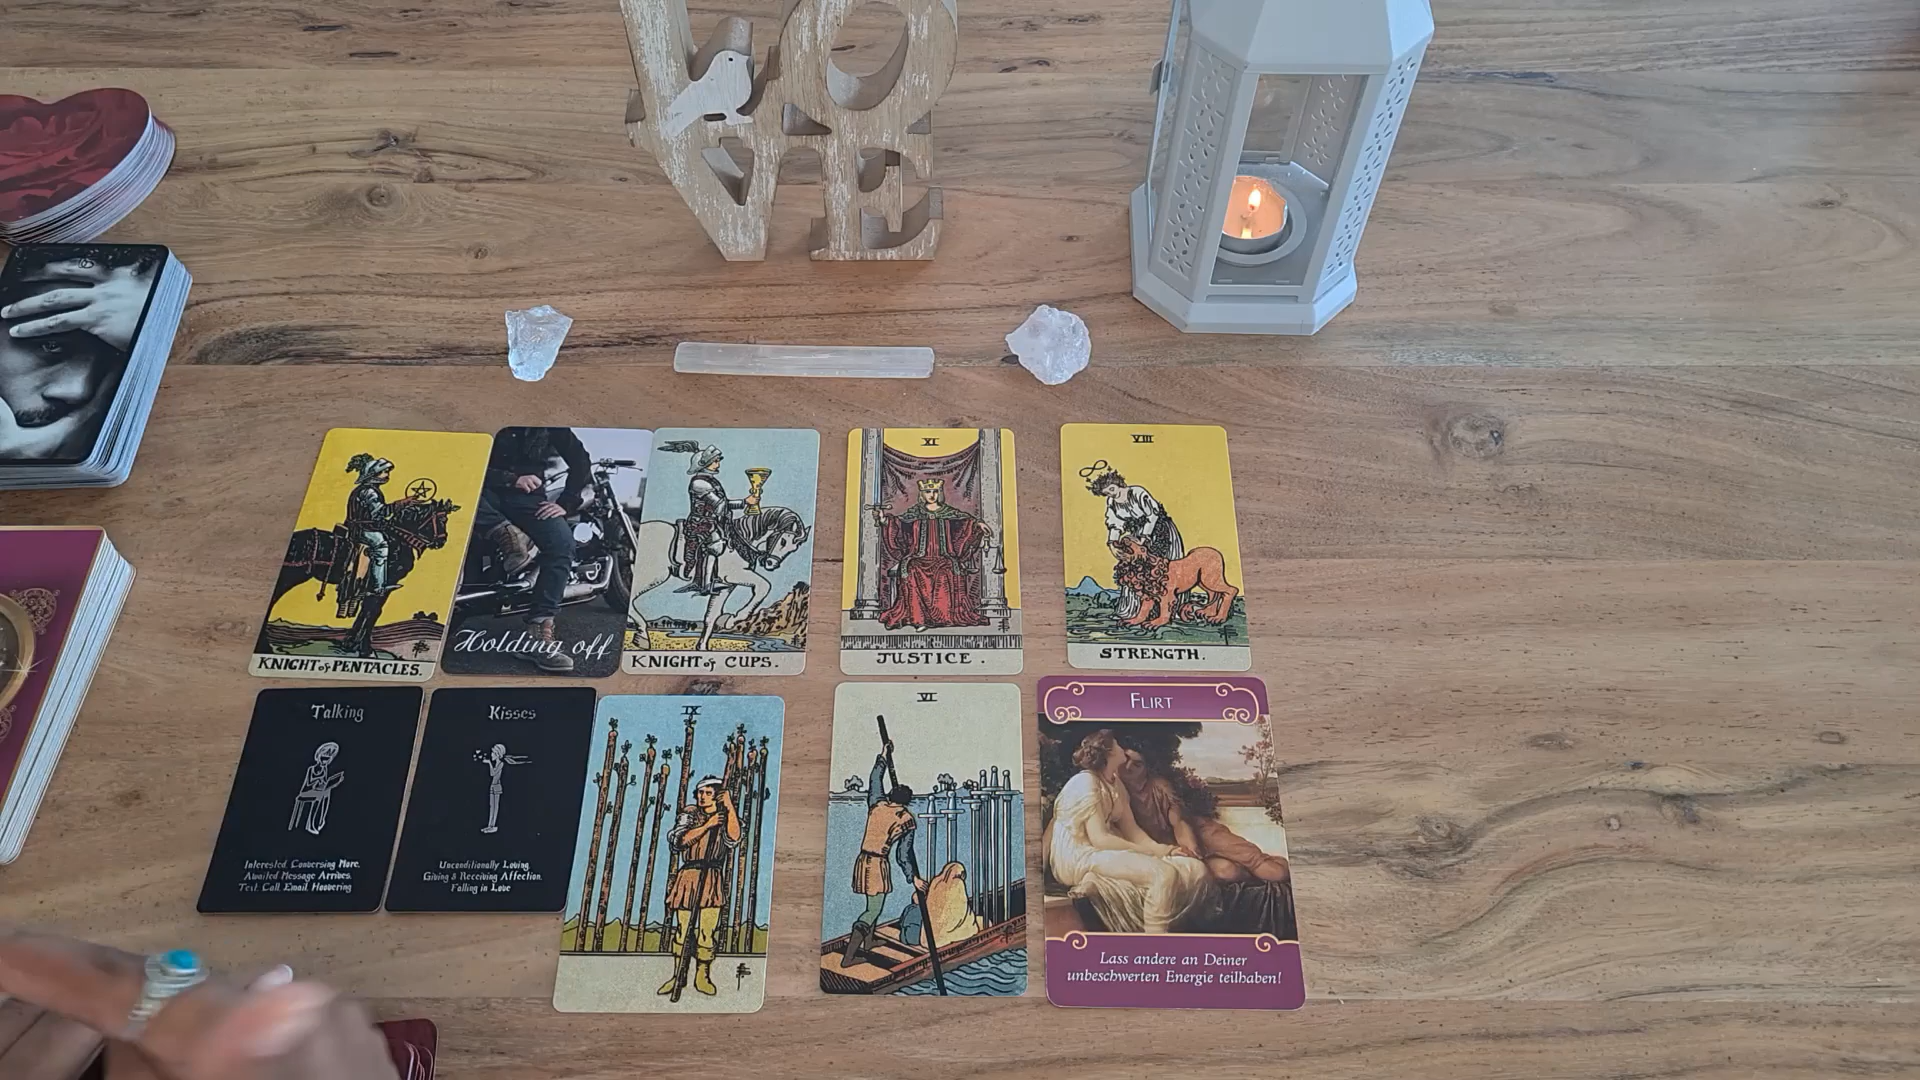 LOVE
KNIGHT of PENTACLES.
Holding off
KNIGHT of CUPS.
XI
JUSTICE.
VIII
STRENGTH.
Talking
Interested, Conversing More,
Awaited Message Arrives.
Text, Call, Email, Hoovering
Kisses
Unconditionally Loving,
Giving & Receiving Affection.
Falling in Love
IX
VI
FLIRT
Lass andere an Deiner
unbeschwerten Energie teilhaben!